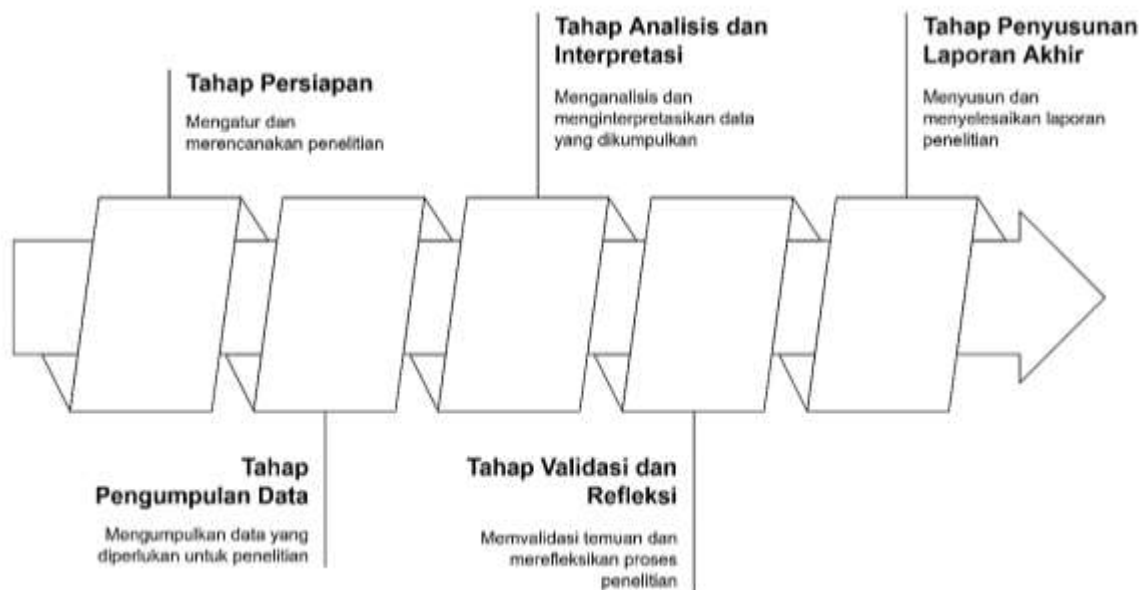 Tahap Persiapan
Mengatur dan
merencanakan penelitian
Tahap
Pengumpulan Data
Mengumpulkan data yang
diperlukan untuk penelitian
Tahap Analisis dan
Interpretasi
Menganalisis dan
menginterpretasikan data
yang dikumpulkan
Tahap Validasi dan
Refleksi
Memvalidasi temuan dan
merefleksikan proses
penelitian
Tahap Penyusunan
Laporan Akhir
Menyusun dan
menyelesaikan laporan
penelitian